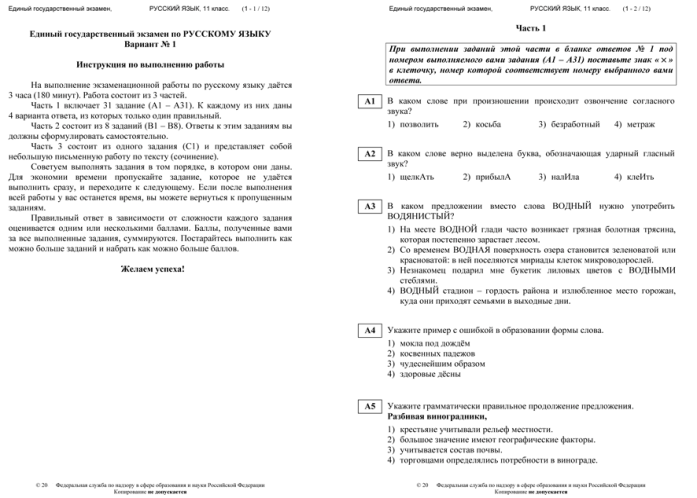 Единый государственный экзамен, РУССКИЙ ЯЗЫК, 11 класс. (1 - 1 / 12)
Единый государственный экзамен по РУССКОМУ ЯЗЫКУ
Вариант № 1
Инструкция по выполнению работы
На выполнение экзаменационной работы по русскому языку даётся
3 часа (180 минут). Работа состоит из 3 частей.
Часть 1 включает 31 задание (А1 – А31). К каждому из них даны
4 варианта ответа, из которых только один правильный.
Часть 2 состоит из 8 заданий (В1 – В8). Ответы к этим заданиям вы
должны сформулировать самостоятельно.
Часть 3 состоит из одного задания (С1) и представляет собой
небольшую письменную работу по тексту (сочинение).
Советуем выполнять задания в том порядке, в котором они даны.
Для экономии времени пропускайте задание, которое не удаётся
выполнить сразу, и переходите к следующему. Если после выполнения
всей работы у вас останется время, вы можете вернуться к пропущенным
заданиям.
Правильный ответ в зависимости от сложности каждого задания
оценивается одним или несколькими баллами. Баллы, полученные вами
за все выполненные задания, суммируются. Постарайтесь выполнить как
можно больше заданий и набрать как можно больше баллов.
Желаем успеха!
© 20 Федеральная служба по надзору в сфере образования и науки Российской Федерации
Копирование не допускается
Единый государственный экзамен, РУССКИЙ ЯЗЫК, 11 класс. (1 - 2 / 12)
Часть 1
При выполнении заданий этой части в бланке ответов № 1 под
номером выполняемого вами задания (А1 – А31) поставьте знак «×»
в клеточку, номер которой соответствует номеру выбранного вами
ответа.
А1 В каком слове при произношении происходит озвончение согласного
звука?
1) позволить 2) косьба 3) безработный 4) метраж
А2 В каком слове верно выделена буква, обозначающая ударный гласный
звук?
1) щелкАть 2) прибылА 3) налИла 4) клеИть
А3 В каком предложении вместо слова ВОДНЫЙ нужно употребить
ВОДЯНИСТЫЙ?
1) На месте ВОДНОЙ глади часто возникает грязная болотная трясина,
которая постепенно зарастает лесом.
2) Со временем ВОДНАЯ поверхность озера становится зеленоватой или
красноватой: в ней поселяются мириады клеток микроводорослей.
3) Незнакомец подарил мне букетик лиловых цветов с ВОДНЫМИ
стеблями.
4) ВОДНЫЙ стадион – гордость района и излюбленное место горожан,
куда они приходят семьями в выходные дни.
А4 Укажите пример с ошибкой в образовании формы слова.
1) мокла под дождём
2) косвенных падежов
3) чудеснейшим образом
4) здоровые дёсны
А5 Укажите грамматически правильное продолжение предложения.
Разбивая виноградники,
1) крестьяне учитывали рельеф местности.
2) большое значение имеют географические факторы.
3) учитывается состав почвы.
4) торговцами определялись потребности в винограде.
© 20 Федеральная служба по надзору в сфере образования и науки Российской Федерации
Копирование не допускается